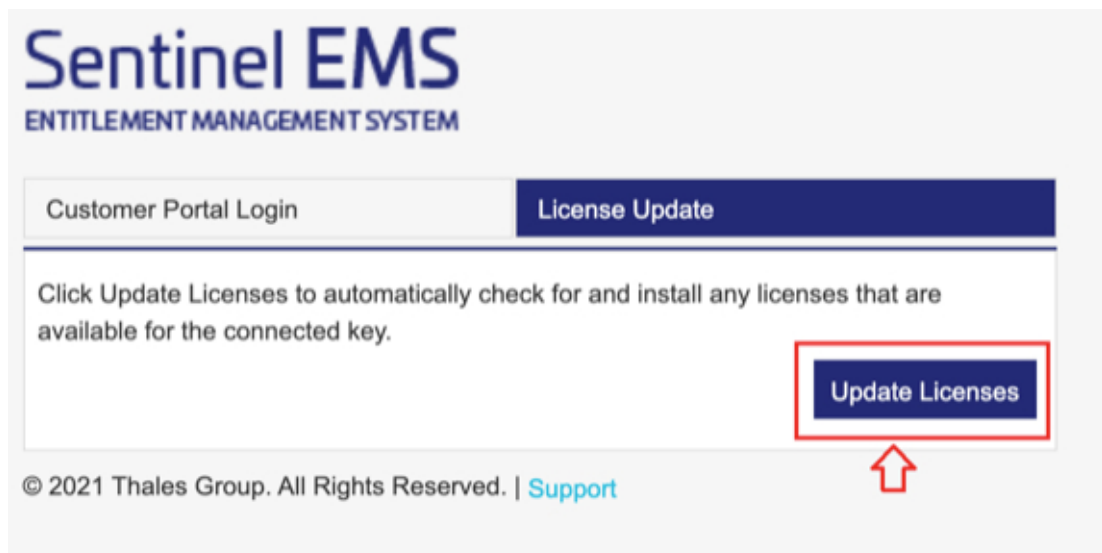 Sentinel EMS
ENTITLEMENT MANAGEMENT SYSTEM
Customer Portal Login
License Update
Click Update Licenses to automatically check for and install any licenses that are
available for the connected key.
Update Licenses
© 2021 Thales Group. All Rights Reserved. | Support